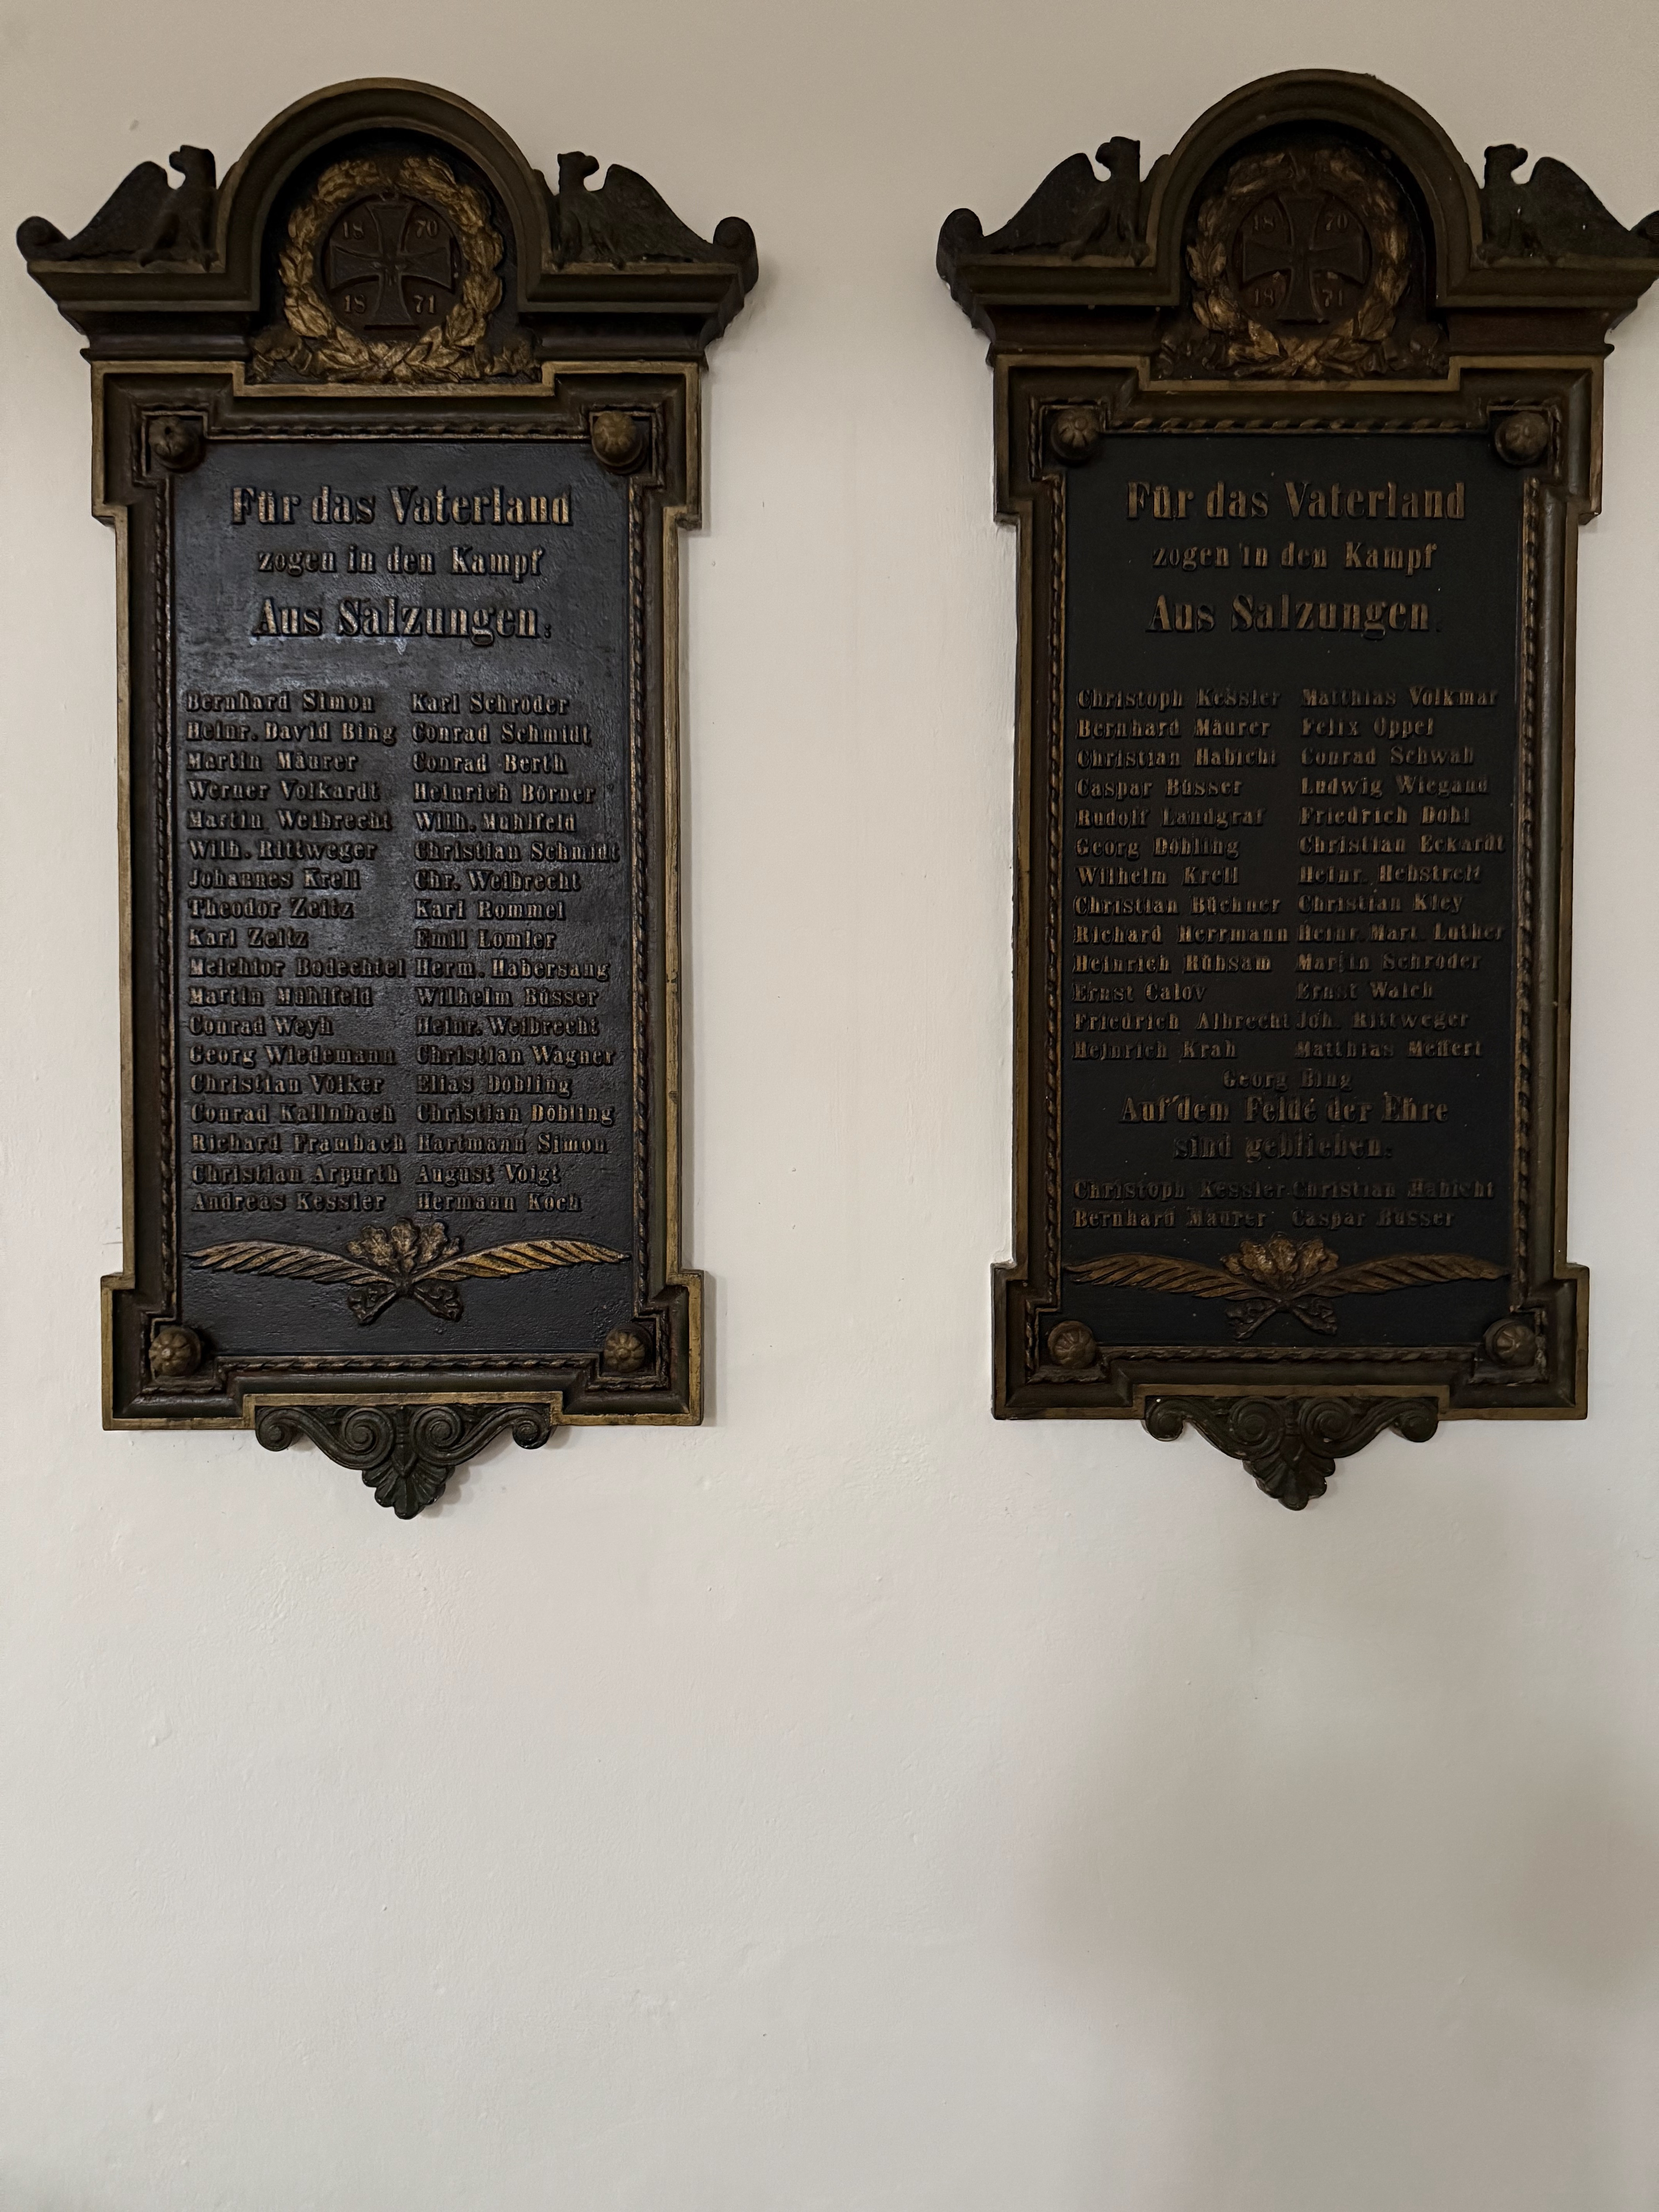 18 70
18 71
Für das Vaterland
zogen in den Kampf
Aus Salzungen:
Bernhard Simon Karl Schröder
Heinr. David Bing Conrad Schmidt
Martin Mäurer Conrad Berth
Werner Volkardt Heinrich Börner
Martin Weibrecht Wilh. Mühlfeld
Wilh. Rittweger Christian Schmidt
Johannes Krell Chr. Weibrecht
Theodor Zeitz Karl Rommel
Karl Zeitz Emil Lomler
Melchior Bodechtel Herm. Habersang
Martin Mühlfeld Wilhelm Büsser
Conrad Weyh Heinr. Weibrecht
Georg Wiedemann Christian Wagner
Christian Völker Elias Döbling
Conrad Kallnbach Christian Döbling
Richard Frambach Hartmann Simon
Christian Arpurth August Voigt
Andreas Kessler Hermann Koch
18 70
18 71
Für das Vaterland
zogen in den Kampf
Aus Salzungen.
Christoph Kessler Matthias Volkmar
Bernhard Mäurer Felix Oppel
Christian Habicht Conrad Schwab
Caspar Büsser Ludwig Wiegand
Rudolf Landgraf Friedrich Döhl
Georg Döbling Christian Eckardt
Wilhelm Krell Heinr. Hebstreit
Christian Büchner Christian Kley
Richard Herrmann Heinr. Mart. Luther
Heinrich Rübsam Martin Schröder
Ernst Calov Ernst Walch
Friedrich Albrecht Joh. Rittweger
Heinrich Krah Matthias Meffert
Georg Bing
Auf dem Felde der Ehre
sind geblieben:
Christoph Kessler Christian Habicht
Bernhard Mäurer Caspar Büsser